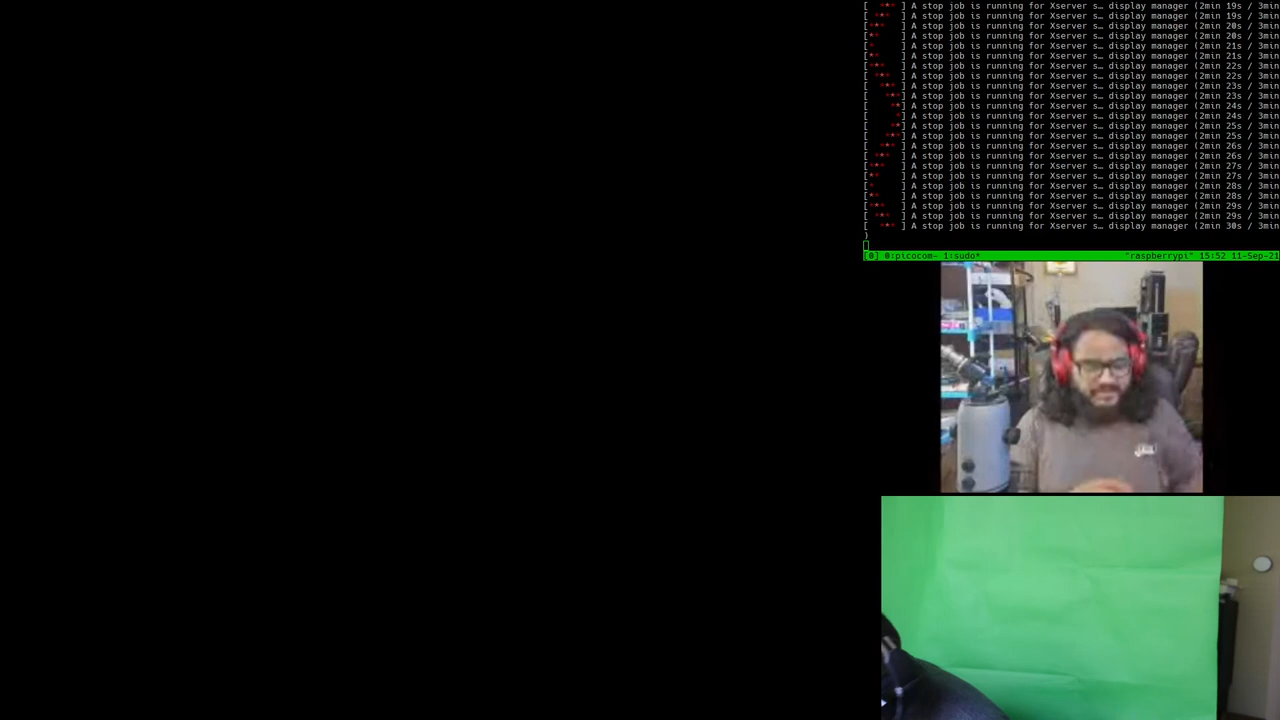 [  *** ] A stop job is running for Xserver s… display manager (2min 19s / 3min
[ ***  ] A stop job is running for Xserver s… display manager (2min 19s / 3min
[***   ] A stop job is running for Xserver s… display manager (2min 20s / 3min
[**    ] A stop job is running for Xserver s… display manager (2min 20s / 3min
[*     ] A stop job is running for Xserver s… display manager (2min 21s / 3min
[**    ] A stop job is running for Xserver s… display manager (2min 21s / 3min
[***   ] A stop job is running for Xserver s… display manager (2min 22s / 3min
[ ***  ] A stop job is running for Xserver s… display manager (2min 22s / 3min
[  *** ] A stop job is running for Xserver s… display manager (2min 23s / 3min
[   ***] A stop job is running for Xserver s… display manager (2min 23s / 3min
[    **] A stop job is running for Xserver s… display manager (2min 24s / 3min
[     *] A stop job is running for Xserver s… display manager (2min 24s / 3min
[    **] A stop job is running for Xserver s… display manager (2min 25s / 3min
[   ***] A stop job is running for Xserver s… display manager (2min 25s / 3min
[  *** ] A stop job is running for Xserver s… display manager (2min 26s / 3min
[ ***  ] A stop job is running for Xserver s… display manager (2min 26s / 3min
[***   ] A stop job is running for Xserver s… display manager (2min 27s / 3min
[**    ] A stop job is running for Xserver s… display manager (2min 27s / 3min
[*     ] A stop job is running for Xserver s… display manager (2min 28s / 3min
[**    ] A stop job is running for Xserver s… display manager (2min 28s / 3min
[***   ] A stop job is running for Xserver s… display manager (2min 29s / 3min
[ ***  ] A stop job is running for Xserver s… display manager (2min 29s / 3min
[  *** ] A stop job is running for Xserver s… display manager (2min 30s / 3min
)
[0] 0:picocom- 1:sudo* "raspberrypi" 15:52 11-Sep-21